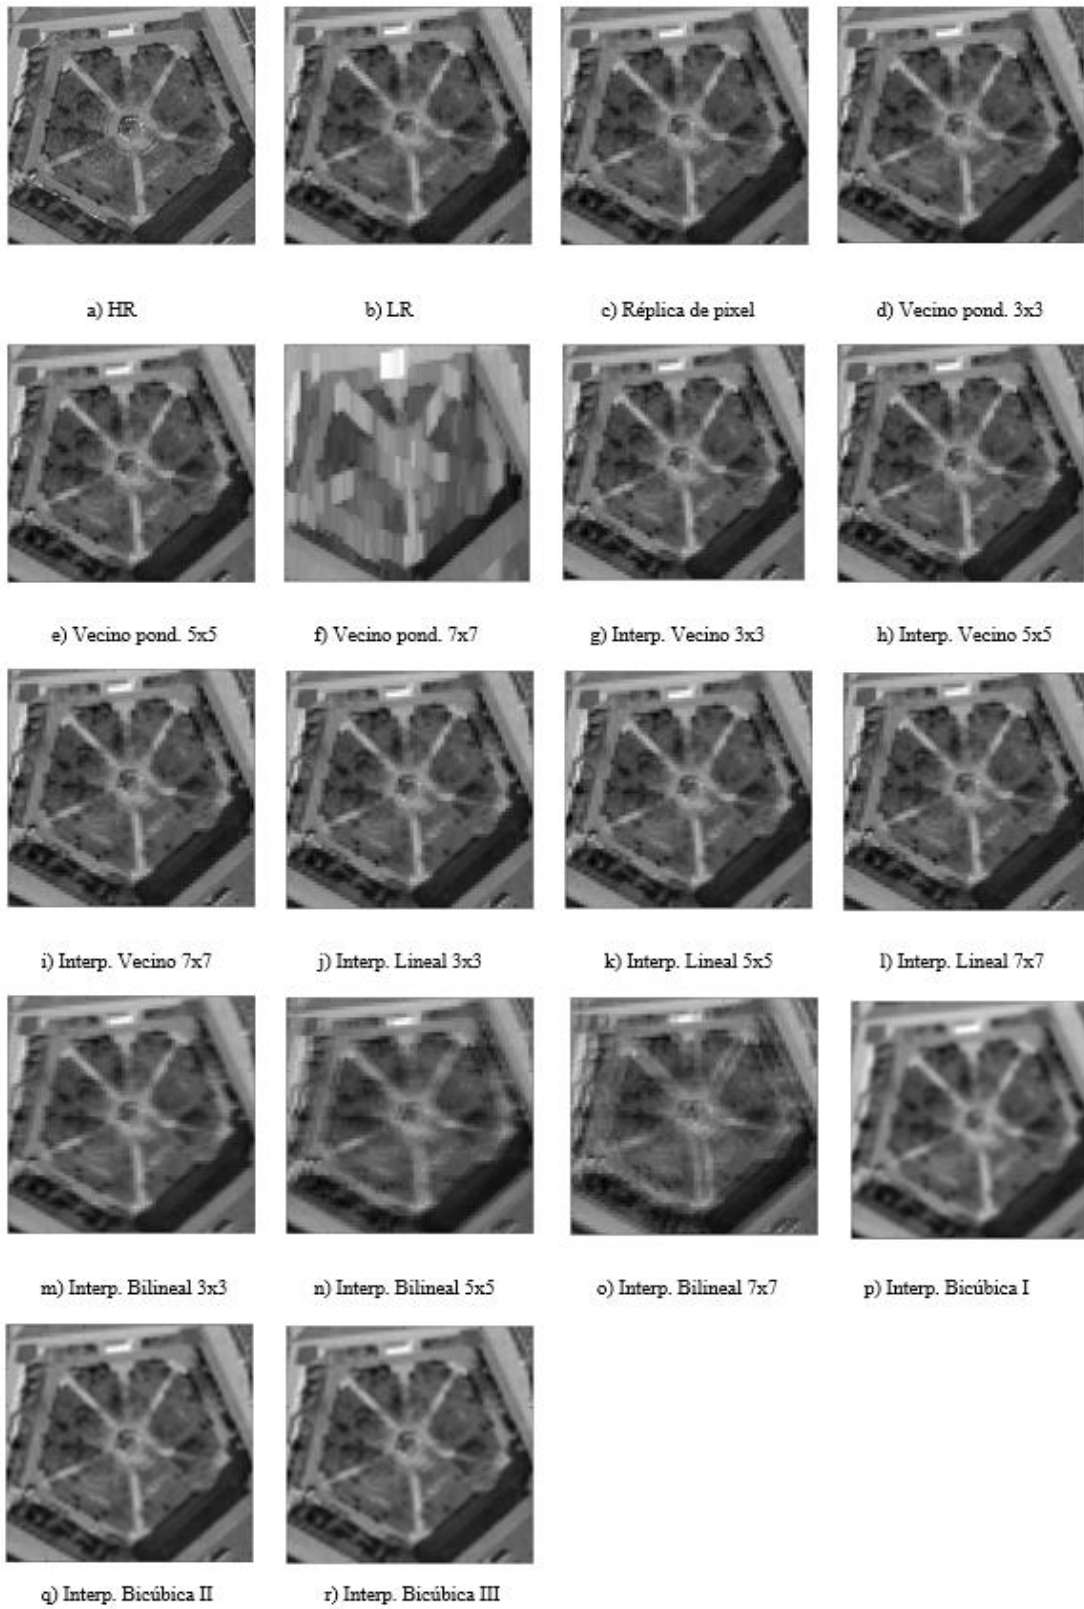 a) HR
b) LR
c) Réplica de pixel
d) Vecino pond. 3x3
e) Vecino pond. 5x5
f) Vecino pond. 7x7
g) Interp. Vecino 3x3
h) Interp. Vecino 5x5
i) Interp. Vecino 7x7
j) Interp. Lineal 3x3
k) Interp. Lineal 5x5
l) Interp. Lineal 7x7
m) Interp. Bilineal 3x3
n) Interp. Bilineal 5x5
o) Interp. Bilineal 7x7
p) Interp. Bicúbica I
q) Interp. Bicúbica II
r) Interp. Bicúbica III